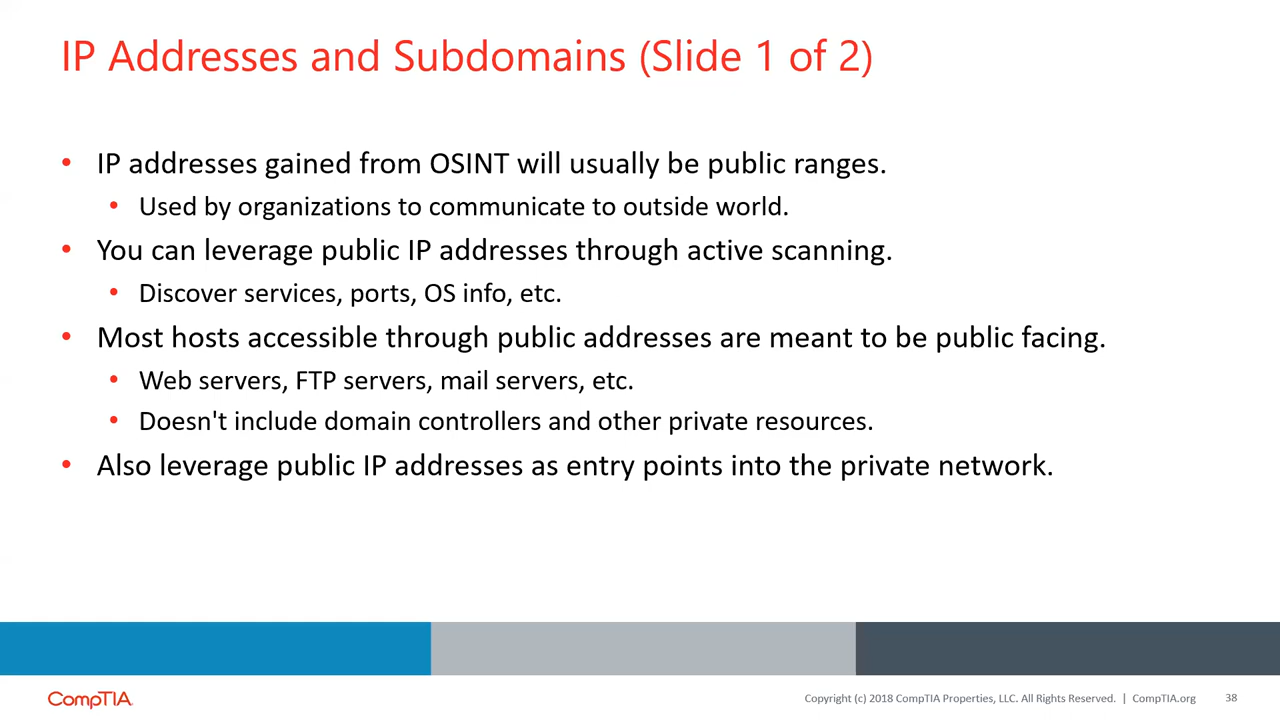 IP Addresses and Subdomains (Slide 1 of 2)
• IP addresses gained from OSINT will usually be public ranges.
• Used by organizations to communicate to outside world.
• You can leverage public IP addresses through active scanning.
• Discover services, ports, OS info, etc.
• Most hosts accessible through public addresses are meant to be public facing.
• Web servers, FTP servers, mail servers, etc.
• Doesn't include domain controllers and other private resources.
• Also leverage public IP addresses as entry points into the private network.
CompTIA.
Copyright (c) 2018 CompTIA Properties, LLC. All Rights Reserved. | CompTIA.org 38